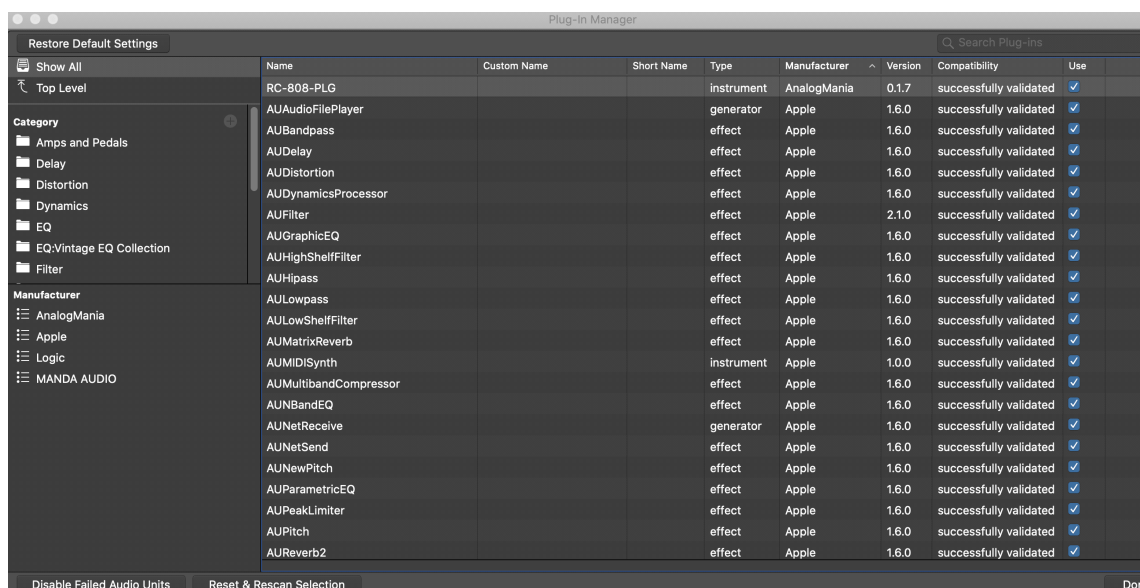 Plug-In Manager
Restore Default Settings
Search Plug-ins
Show All
Top Level
Category
Amps and Pedals
Delay
Distortion
Dynamics
EQ
EQ:Vintage EQ Collection
Filter
Manufacturer
AnalogMania
Apple
Logic
MANDA AUDIO
Name Custom Name Short Name Type Manufacturer Version Compatibility Use
RC-808-PLG instrument AnalogMania 0.1.7 successfully validated
AUAudioFilePlayer generator Apple 1.6.0 successfully validated
AUBandpass effect Apple 1.6.0 successfully validated
AUDelay effect Apple 1.6.0 successfully validated
AUDistortion effect Apple 1.6.0 successfully validated
AUDynamicsProcessor effect Apple 1.6.0 successfully validated
AUFilter effect Apple 2.1.0 successfully validated
AUGraphicEQ effect Apple 1.6.0 successfully validated
AUHighShelfFilter effect Apple 1.6.0 successfully validated
AUHipass effect Apple 1.6.0 successfully validated
AULowpass effect Apple 1.6.0 successfully validated
AULowShelfFilter effect Apple 1.6.0 successfully validated
AUMatrixReverb effect Apple 1.6.0 successfully validated
AUMIDISynth instrument Apple 1.0.0 successfully validated
AUMultibandCompressor effect Apple 1.6.0 successfully validated
AUNBandEQ effect Apple 1.6.0 successfully validated
AUNetReceive generator Apple 1.6.0 successfully validated
AUNetSend effect Apple 1.6.0 successfully validated
AUNewPitch effect Apple 1.6.0 successfully validated
AUParametricEQ effect Apple 1.6.0 successfully validated
AUPeakLimiter effect Apple 1.6.0 successfully validated
AUPitch effect Apple 1.6.0 successfully validated
AUReverb2 effect Apple 1.6.0 successfully validated
Disable Failed Audio Units Reset & Rescan Selection